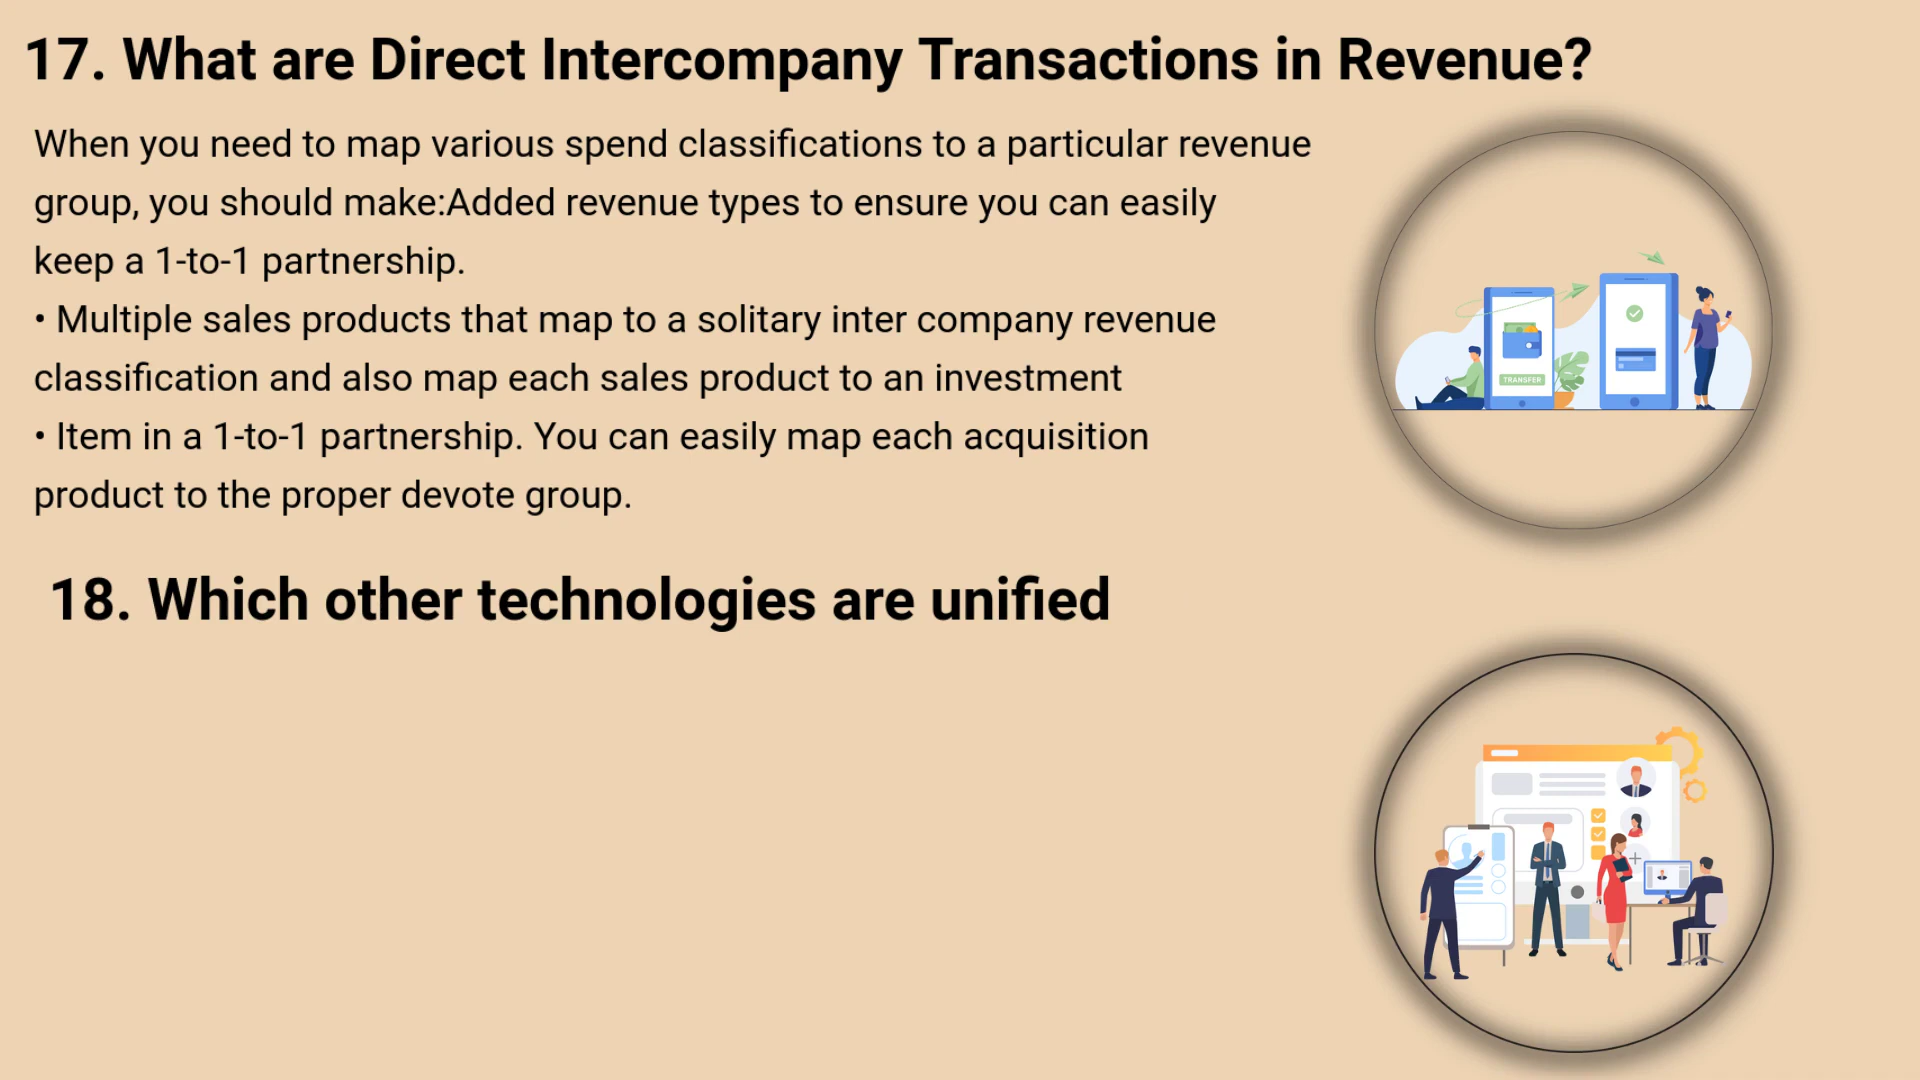 17. What are Direct Intercompany Transactions in Revenue?
When you need to map various spend classifications to a particular revenue
group, you should make:Added revenue types to ensure you can easily
keep a 1-to-1 partnership.
• Multiple sales products that map to a solitary inter company revenue
classification and also map each sales product to an investment
• Item in a 1-to-1 partnership. You can easily map each acquisition
product to the proper devote group.
TRANSFER
18. Which other technologies are unified